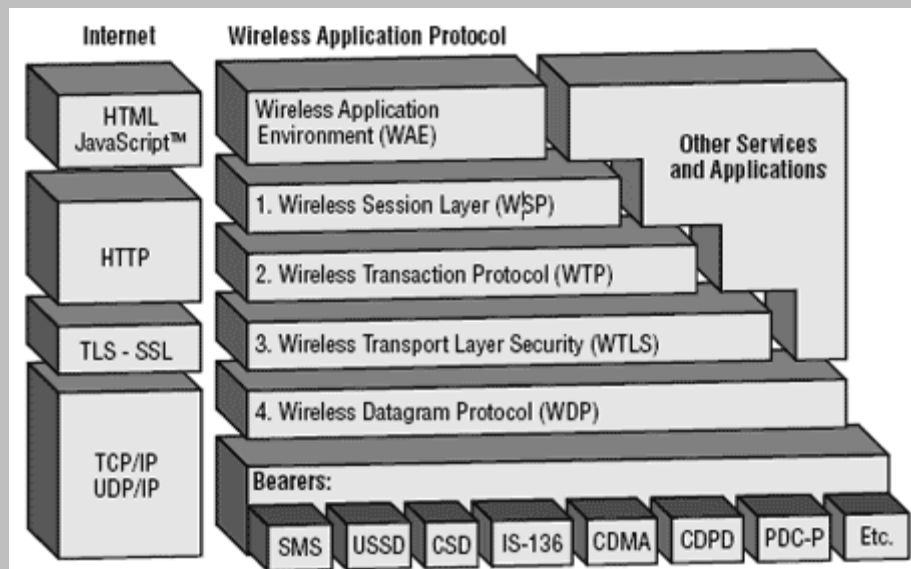 Internet
HTML
JavaScript™
HTTP
TLS - SSL
TCP/IP
UDP/IP
Wireless Application Protocol
Wireless Application
Environment (WAE)
1. Wireless Session Layer (WSP)
2. Wireless Transaction Protocol (WTP)
3. Wireless Transport Layer Security (WTLS)
4. Wireless Datagram Protocol (WDP)
Other Services
and Applications
Bearers:
SMS
USSD
CSD
IS-136
CDMA
CDPD
PDC-P
Etc.